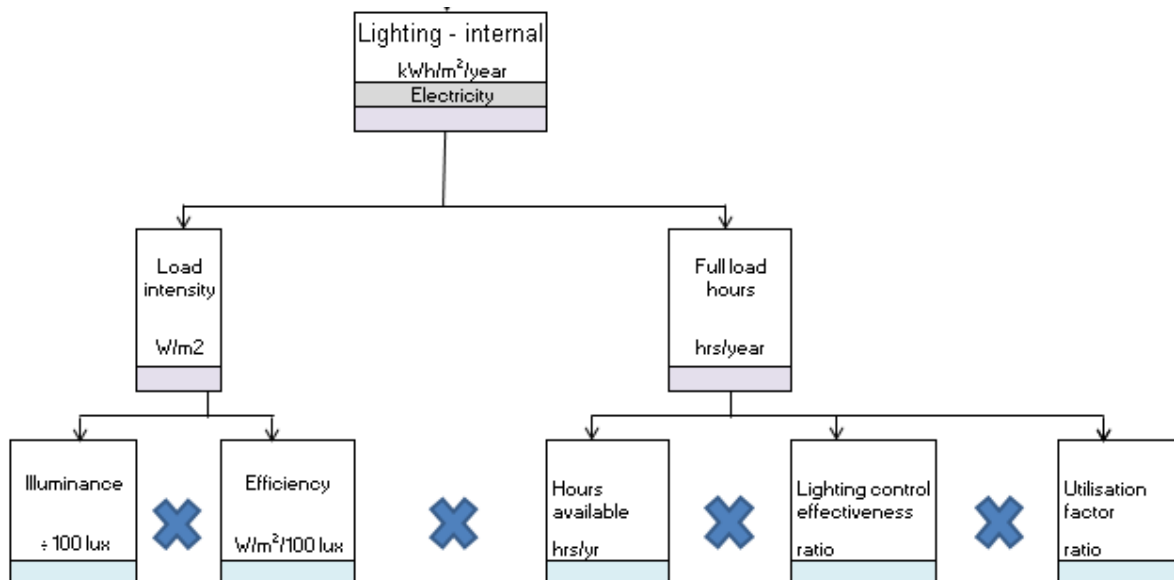 Lighting - internal
kWh/m²/year
Electricity
Load
intensity
W/m2
Full load
hours
hrs/year
Illuminance
÷ 100 lux
Efficiency
W/m²/100 lux
Hours
available
hrs/yr
Lighting control
effectiveness
ratio
Utilisation
factor
ratio